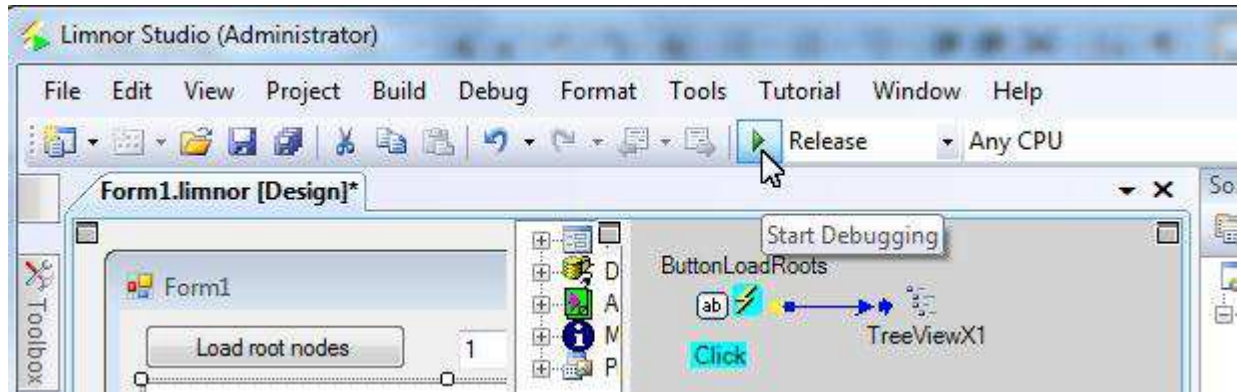 Limnor Studio (Administrator)
File Edit View Project Build Debug Format Tools Tutorial Window Help
Release Any CPU
Form1.limnor [Design]* So
Start Debugging
Toolbox
Form1
Load root nodes 1
D
A
M
P
ButtonLoadRoots
ab
TreeViewX1
Click